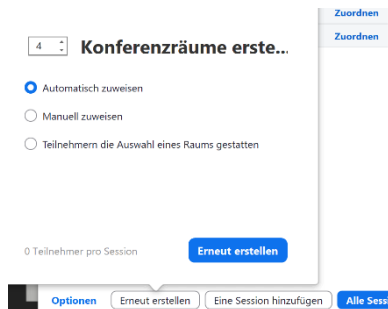 Zuordnen
Zuordnen
4 Konferenzräume erste...
Automatisch zuweisen
Manuell zuweisen
Teilnehmern die Auswahl eines Raums gestatten
0 Teilnehmer pro Session Erneut erstellen
Optionen Erneut erstellen Eine Session hinzufügen Alle Sess